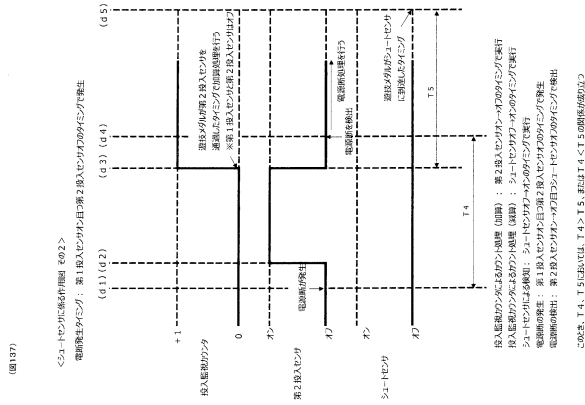 (図137)
<シュートセンサに係る作用図 その2>
電断発生タイミング: 第1投入センサオン且つ第2投入センサオフのタイミングで発生
(d1)(d2)
(d3)
(d4)
(d5)
投入監視カウンタ
+1
0
遊技メダルが第2投入センサを
通過したタイミングで加算処理を行う
※第1投入センサと第2投入センサはオフ
第2投入センサ
オン
オフ
電源断が発生
電源断を検出
電源断処理を行う
シュートセンサ
オン
オフ
遊技メダルがシュートセンサ
に到達したタイミング
T4
T5
投入監視カウンタによるカウント処理(加算): 第2投入センサオン→オフのタイミングで実行
投入監視カウンタによるカウント処理(減算): シュートセンサオフ→オンのタイミングで実行
シュートセンサによる検知: シュートセンサオフ→オンのタイミングで実行
電源断の発生: 第1投入センサオン且つ第2投入センサオフのタイミングで発生
電源断の検出: 第2投入センサオン→オフ且つシュートセンサオフのタイミングで検出
このとき、T4、T5においては、T4>T5、またはT4<T5の関係が成り立つ